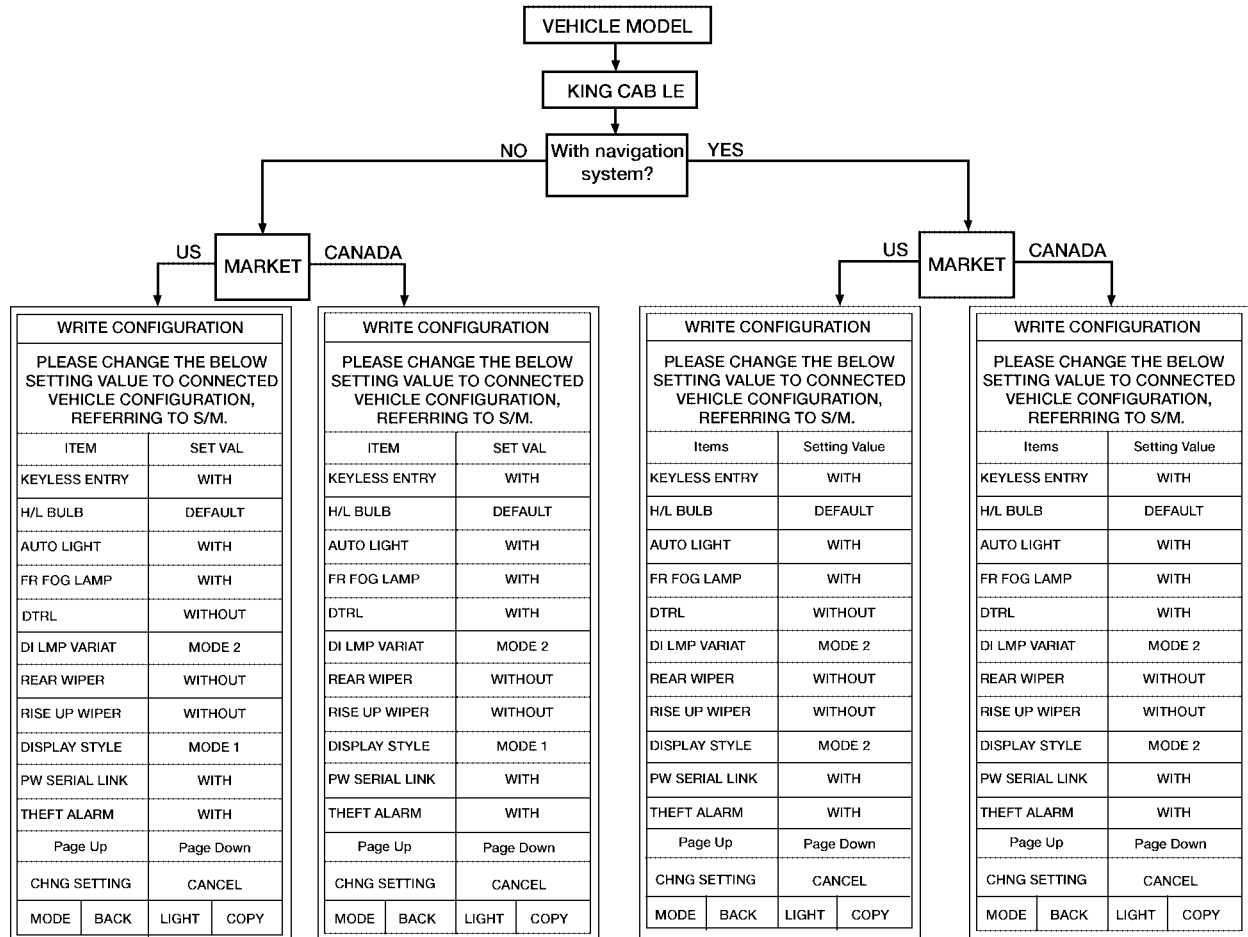 VEHICLE MODEL
KING CAB LE
With navigation
system?
NO
YES
US
MARKET
CANADA
US
MARKET
CANADA
WRITE CONFIGURATION
PLEASE CHANGE THE BELOW
SETTING VALUE TO CONNECTED
VEHICLE CONFIGURATION,
REFERRING TO S/M.
ITEM SET VAL
KEYLESS ENTRY WITH
H/L BULB DEFAULT
AUTO LIGHT WITH
FR FOG LAMP WITH
DTRL WITHOUT
DI LMP VARIAT MODE 2
REAR WIPER WITHOUT
RISE UP WIPER WITHOUT
DISPLAY STYLE MODE 1
PW SERIAL LINK WITH
THEFT ALARM WITH
Page Up Page Down
CHNG SETTING CANCEL
MODE BACK LIGHT COPY
WRITE CONFIGURATION
PLEASE CHANGE THE BELOW
SETTING VALUE TO CONNECTED
VEHICLE CONFIGURATION,
REFERRING TO S/M.
ITEM SET VAL
KEYLESS ENTRY WITH
H/L BULB DEFAULT
AUTO LIGHT WITH
FR FOG LAMP WITH
DTRL WITH
DI LMP VARIAT MODE 2
REAR WIPER WITHOUT
RISE UP WIPER WITHOUT
DISPLAY STYLE MODE 1
PW SERIAL LINK WITH
THEFT ALARM WITH
Page Up Page Down
CHNG SETTING CANCEL
MODE BACK LIGHT COPY
WRITE CONFIGURATION
PLEASE CHANGE THE BELOW
SETTING VALUE TO CONNECTED
VEHICLE CONFIGURATION,
REFERRING TO S/M.
Items Setting Value
KEYLESS ENTRY WITH
H/L BULB DEFAULT
AUTO LIGHT WITH
FR FOG LAMP WITH
DTRL WITHOUT
DI LMP VARIAT MODE 2
REAR WIPER WITHOUT
RISE UP WIPER WITHOUT
DISPLAY STYLE MODE 2
PW SERIAL LINK WITH
THEFT ALARM WITH
Page Up Page Down
CHNG SETTING CANCEL
MODE BACK LIGHT COPY
WRITE CONFIGURATION
PLEASE CHANGE THE BELOW
SETTING VALUE TO CONNECTED
VEHICLE CONFIGURATION,
REFERRING TO S/M.
Items Setting Value
KEYLESS ENTRY WITH
H/L BULB DEFAULT
AUTO LIGHT WITH
FR FOG LAMP WITH
DTRL WITH
DI LMP VARIAT MODE 2
REAR WIPER WITHOUT
RISE UP WIPER WITHOUT
DISPLAY STYLE MODE 2
PW SERIAL LINK WITH
THEFT ALARM WITH
Page Up Page Down
CHNG SETTING CANCEL
MODE BACK LIGHT COPY